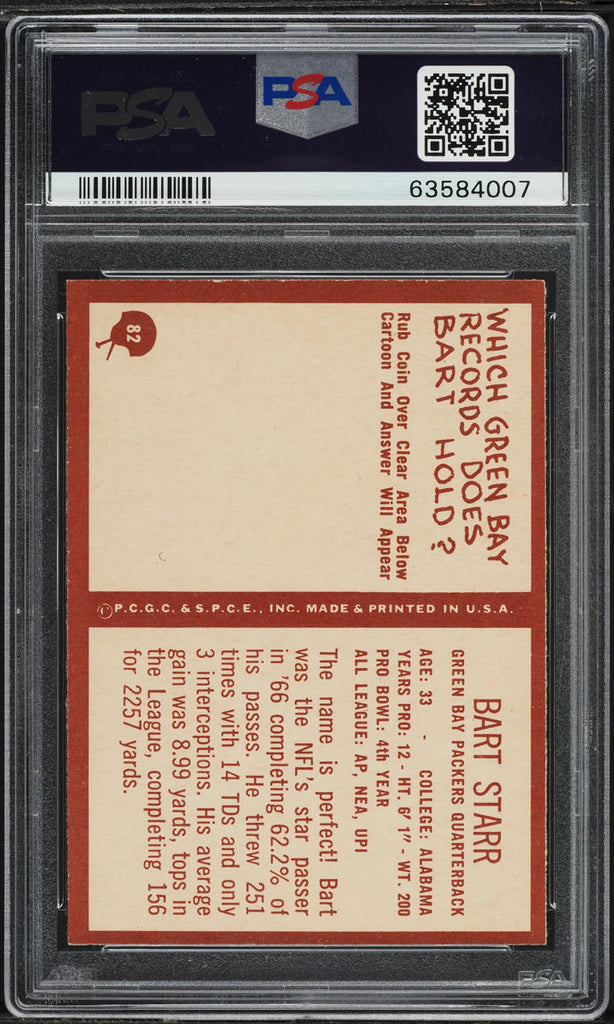 PSA
PSA
63584007
WHICH GREEN BAY
RECORDS DOES
BART HOLD?
Rub Coin Over Clear Area Below
Cartoon And Answer Will Appear
82
©P.C.G.C. & S.P.C.E., INC. MADE & PRINTED IN U.S.A.
BART STARR
GREEN BAY PACKERS QUARTERBACK
AGE: 33 - COLLEGE: ALABAMA
YEARS PRO: 12 - HT. 6' 1" - WT. 200
PRO BOWL: 4th YEAR
ALL LEAGUE: AP, NEA, UPI
The name is perfect! Bart
was the NFL's star passer
in '66 completing 62.2% of
his passes. He threw 251
times with 14 TDs and only
3 interceptions. His average
gain was 8.99 yards, tops in
the League, completing 156
for 2257 yards.
PSA